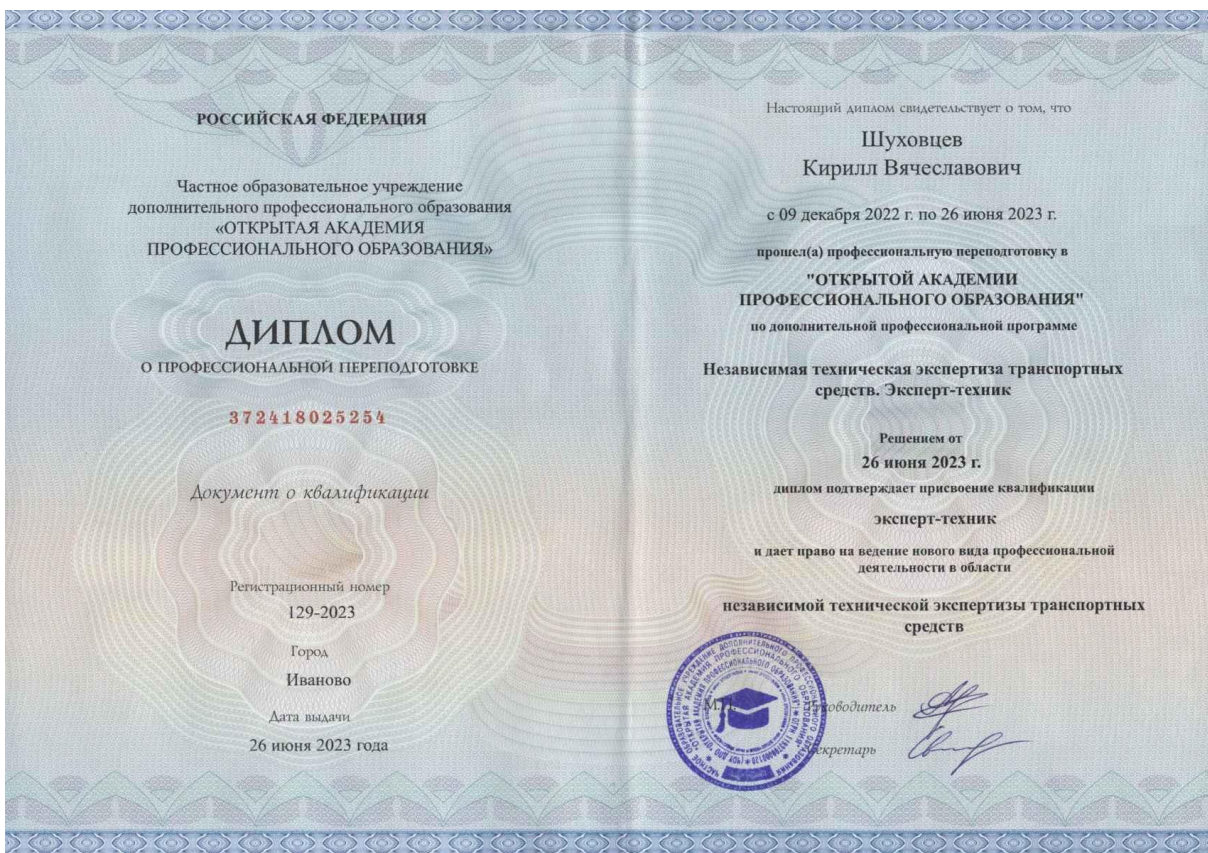 РОССИЙСКАЯ ФЕДЕРАЦИЯ
Частное образовательное учреждение
дополнительного профессионального образования
«ОТКРЫТАЯ АКАДЕМИЯ
ПРОФЕССИОНАЛЬНОГО ОБРАЗОВАНИЯ»
ДИПЛОМ
О ПРОФЕССИОНАЛЬНОЙ ПЕРЕПОДГОТОВКЕ
372418025254
Документ о квалификации
Регистрационный номер
129-2023
Город
Иваново
Дата выдачи
26 июня 2023 года
Настоящий диплом свидетельствует о том, что
Шуховцев
Кирилл Вячеславович
с 09 декабря 2022 г. по 26 июня 2023 г.
прошел(а) профессиональную переподготовку в
"ОТКРЫТОЙ АКАДЕМИИ
ПРОФЕССИОНАЛЬНОГО ОБРАЗОВАНИЯ"
по дополнительной профессиональной программе
Независимая техническая экспертиза транспортных
средств. Эксперт-техник
Решением от
26 июня 2023 г.
диплом подтверждает присвоение квалификации
эксперт-техник
и дает право на ведение нового вида профессиональной
деятельности в области
независимой технической экспертизы транспортных
средств
М.П.
Руководитель
Секретарь